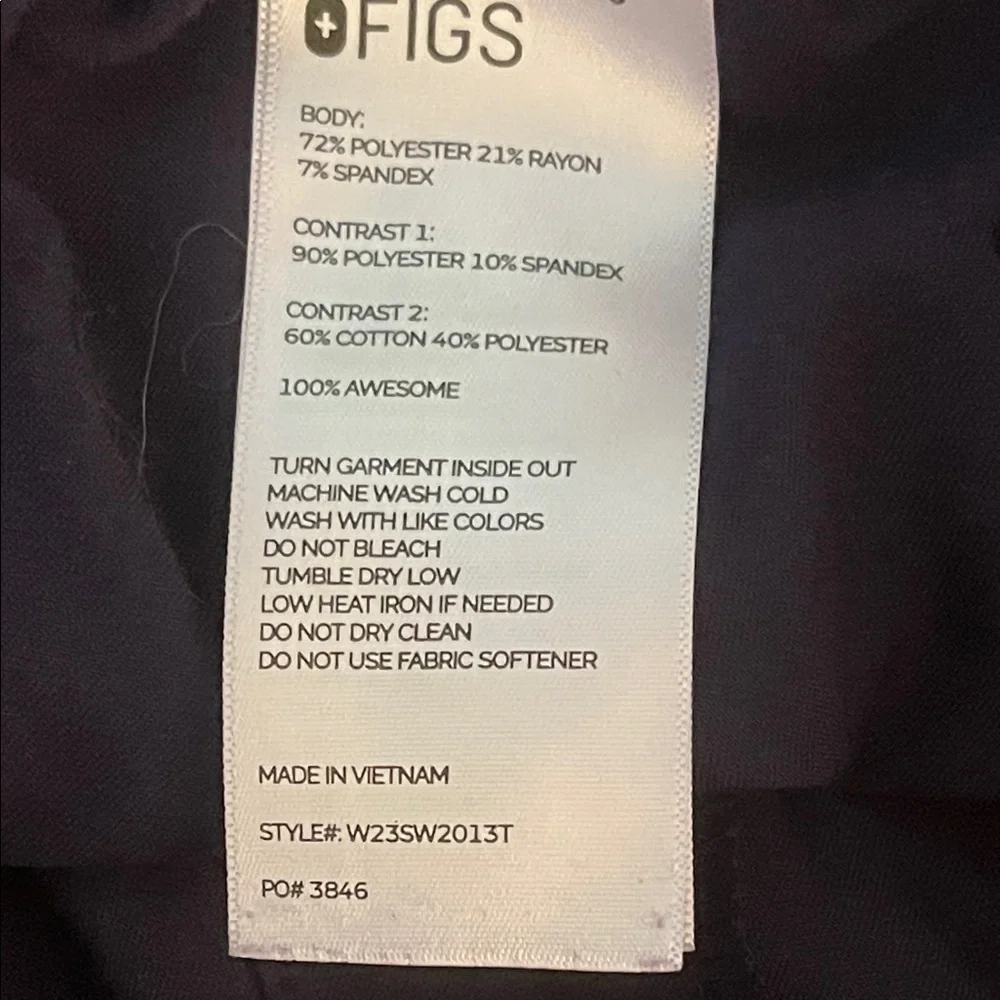 FIGS
BODY:
72% POLYESTER 21% RAYON
7% SPANDEX
CONTRAST 1:
90% POLYESTER 10% SPANDEX
CONTRAST 2:
60% COTTON 40% POLYESTER
100% AWESOME
TURN GARMENT INSIDE OUT
MACHINE WASH COLD
WASH WITH LIKE COLORS
DO NOT BLEACH
TUMBLE DRY LOW
LOW HEAT IRON IF NEEDED
DO NOT DRY CLEAN
DO NOT USE FABRIC SOFTENER
MADE IN VIETNAM
STYLE#: W23SW2013T
PO# 3846